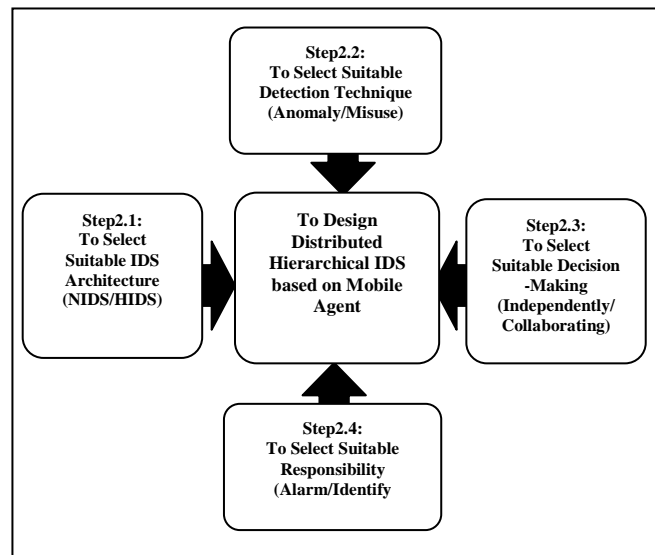 Step2.2:
To Select Suitable
Detection Technique
(Anomaly/Misuse)
Step2.1:
To Select
Suitable IDS
Architecture
(NIDS/HIDS)
To Design
Distributed
Hierarchical IDS
based on Mobile
Agent
Step2.3:
To Select
Suitable Decision
-Making
(Independently/
Collaborating)
Step2.4:
To Select Suitable
Responsibility
(Alarm/Identify